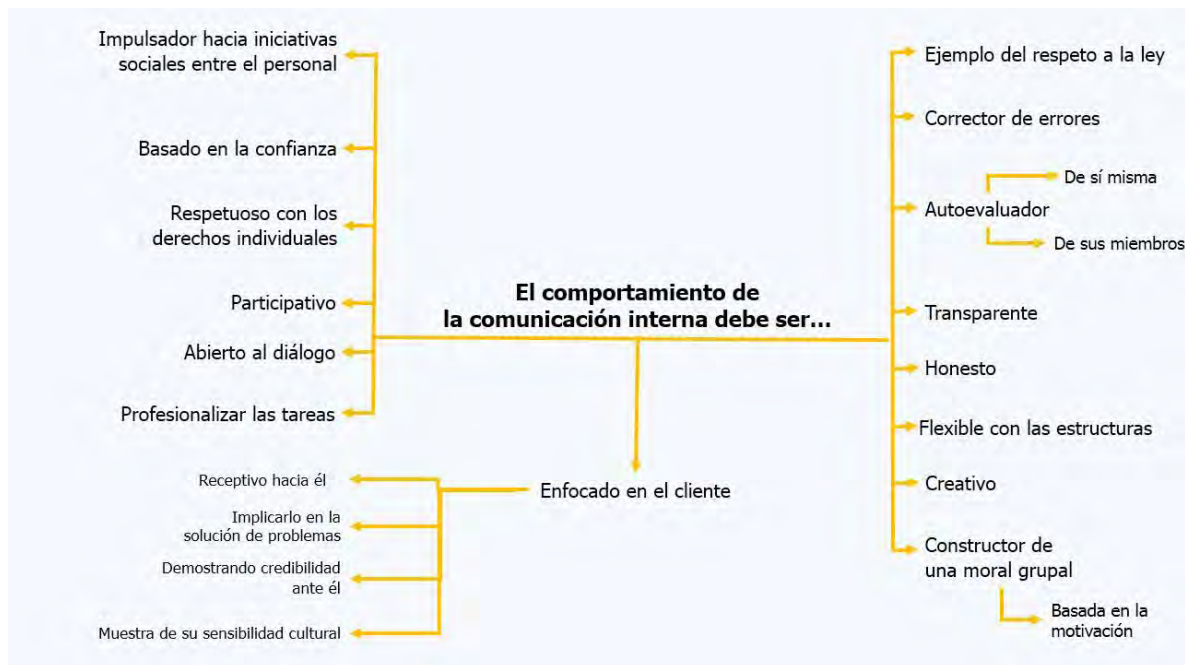 El comportamiento de
la comunicación interna debe ser...
Impulsador hacia iniciativas
sociales entre el personal
Basado en la confianza
Respetuoso con los
derechos individuales
Participativo
Abierto al diálogo
Profesionalizar las tareas
Enfocado en el cliente
Receptivo hacia él
Implicarlo en la
solución de problemas
Demostrando credibilidad
ante él
Muestra de su sensibilidad cultural
Ejemplo del respeto a la ley
Corrector de errores
Autoevaluador
De sí misma
De sus miembros
Transparente
Honesto
Flexible con las estructuras
Creativo
Constructor de
una moral grupal
Basada en la
motivación